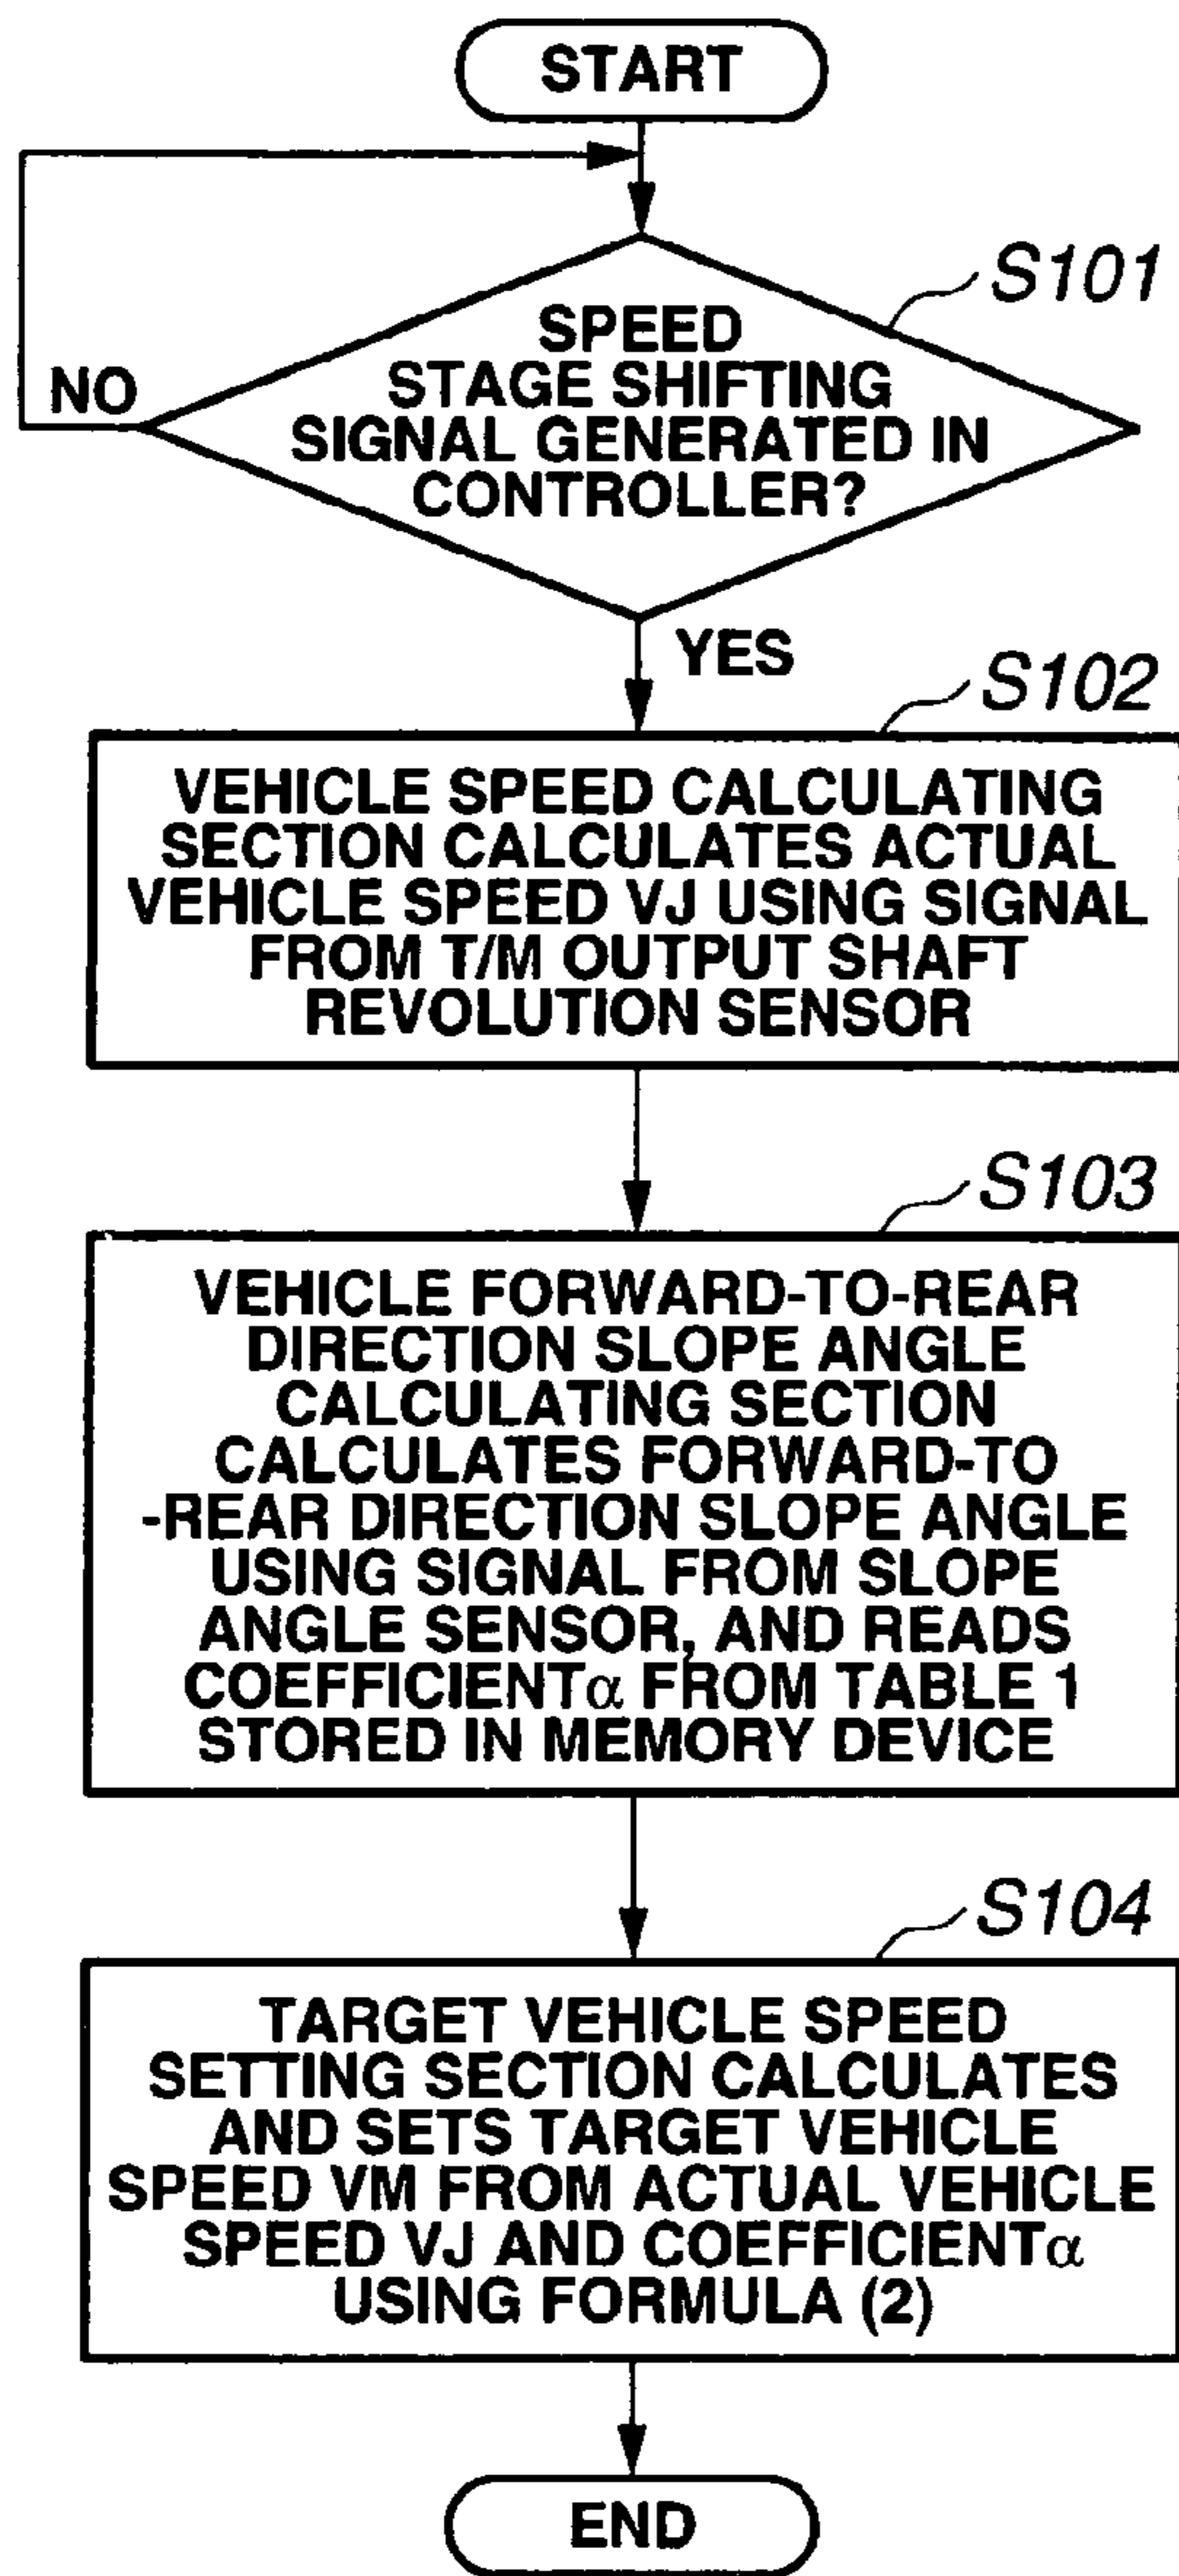 START
S101
SPEED
STAGE SHIFTING
SIGNAL GENERATED IN
CONTROLLER?
NO
YES
S102
VEHICLE SPEED CALCULATING
SECTION CALCULATES ACTUAL
VEHICLE SPEED VJ USING SIGNAL
FROM T/M OUTPUT SHAFT
REVOLUTION SENSOR
S103
VEHICLE FORWARD-TO-REAR
DIRECTION SLOPE ANGLE
CALCULATING SECTION
CALCULATES FORWARD-TO
-REAR DIRECTION SLOPE ANGLE
USING SIGNAL FROM SLOPE
ANGLE SENSOR, AND READS
COEFFICIENTα FROM TABLE 1
STORED IN MEMORY DEVICE
S104
TARGET VEHICLE SPEED
SETTING SECTION CALCULATES
AND SETS TARGET VEHICLE
SPEED VM FROM ACTUAL VEHICLE
SPEED VJ AND COEFFICIENTα
USING FORMULA (2)
END